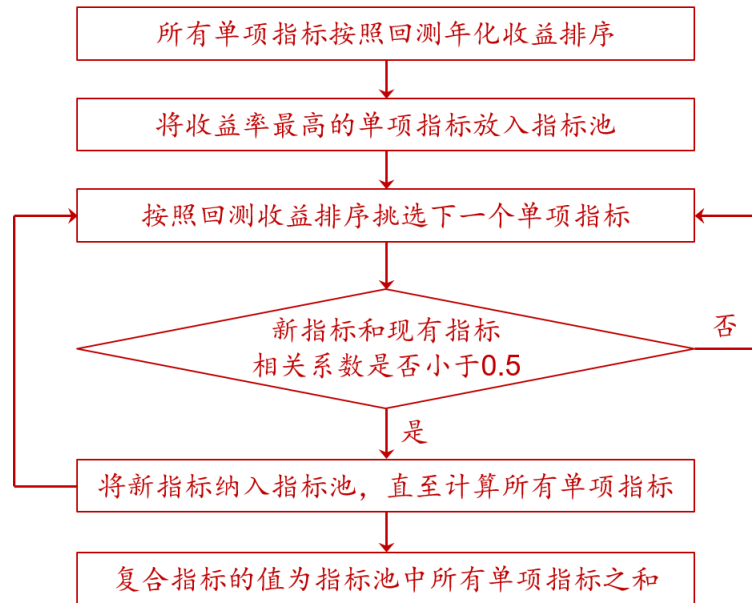 所有单项指标按照回测年化收益排序
将收益率最高的单项指标放入指标池
按照回测收益排序挑选下一个单项指标
新指标和现有指标
相关系数是否小于0.5
否
是
将新指标纳入指标池，直至计算所有单项指标
复合指标的值为指标池中所有单项指标之和